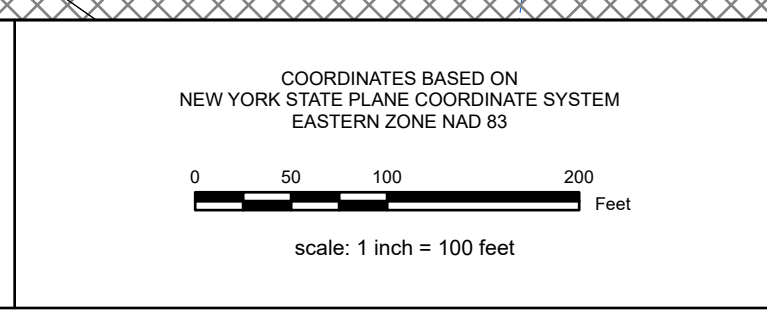 COORDINATES BASED ON
NEW YORK STATE PLANE COORDINATE SYSTEM
EASTERN ZONE NAD 83
0 50 100 200
Feet
scale: 1 inch = 100 feet